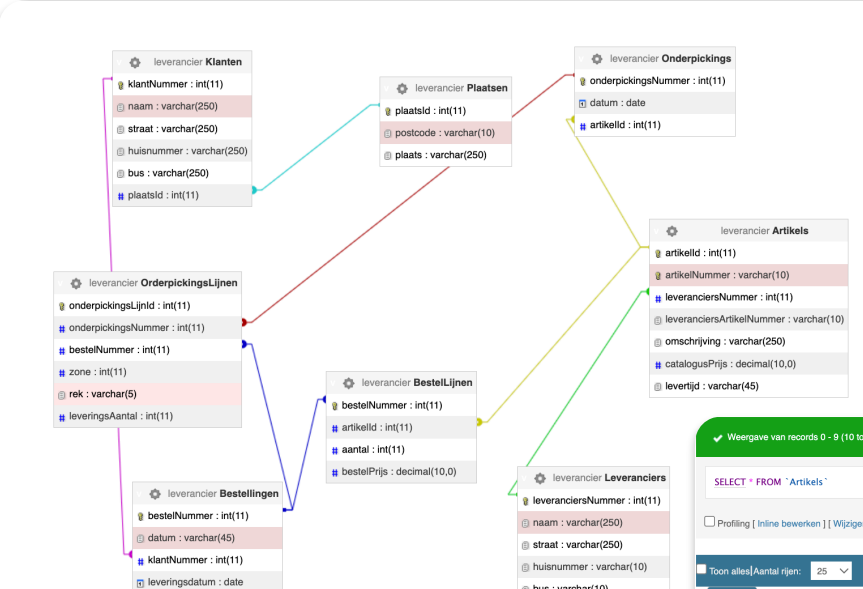 leverancier Klanten
klantNummer : int(11)
naam : varchar(250)
straat : varchar(250)
huisnummer : varchar(250)
bus : varchar(250)
plaatsId : int(11)
leverancier Plaatsen
plaatsId : int(11)
postcode : varchar(10)
plaats : varchar(250)
leverancier Onderpickings
onderpickingsNummer : int(11)
datum : date
artikelId : int(11)
leverancier Artikels
artikelId : int(11)
artikelNummer : varchar(10)
leveranciersNummer : int(11)
leveranciersArtikelNummer : varchar(10)
omschrijving : varchar(250)
catalogusPrijs : decimal(10,0)
levertijd : varchar(45)
leverancier OrderpickingsLijnen
onderpickingsLijnId : int(11)
onderpickingsNummer : int(11)
bestelNummer : int(11)
zone : int(11)
rek : varchar(5)
leveringsAantal : int(11)
leverancier BestelLijnen
bestelNummer : int(11)
artikelId : int(11)
aantal : int(11)
bestelPrijs : decimal(10,0)
leverancier Bestellingen
bestelNummer : int(11)
datum : varchar(45)
klantNummer : int(11)
leveringsdatum : date
leverancier Leveranciers
leveranciersNummer : int(11)
naam : varchar(250)
straat : varchar(250)
huisnummer : varchar(10)
bus : varchar(10)
Weergave van records 0 - 9 (10 to
SELECT * FROM `Artikels`
Profiling [ Inline bewerken ] [ Wijzige
Toon alles | Aantal rijen: 25